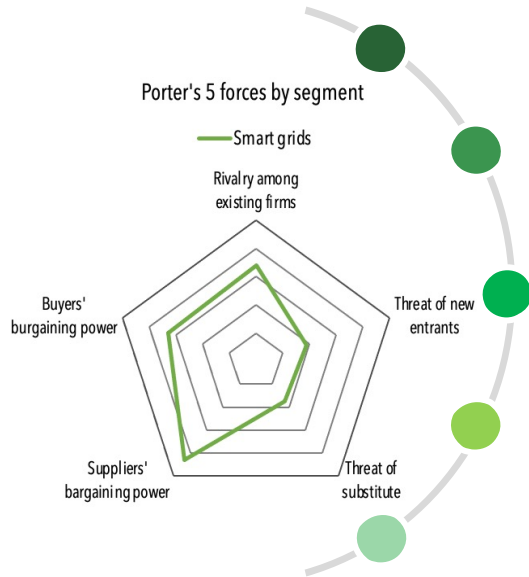 Porter's 5 forces by segment
Smart grids
Rivalry among
existing firms
Buyers'
burgaining power
Threat of new
entrants
Suppliers'
bargaining power
Threat of
substitute